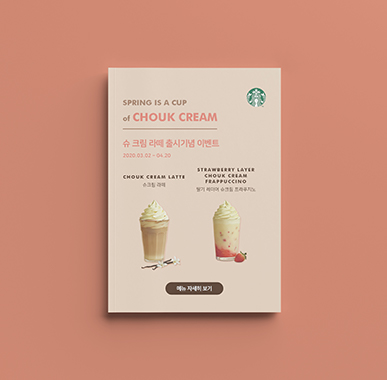 SPRING IS A CUP
of CHOUK CREAM
슈 크림 라떼 출시기념 이벤트
2020.03.02 - 04.20
CHOUK CREAM LATTE
슈크림 라떼
STRAWBERRY LAYER
CHOUK CREAM
FRAPPUCCINO
딸기 레이어 슈크림 프라푸치노
메뉴 자세히 보기